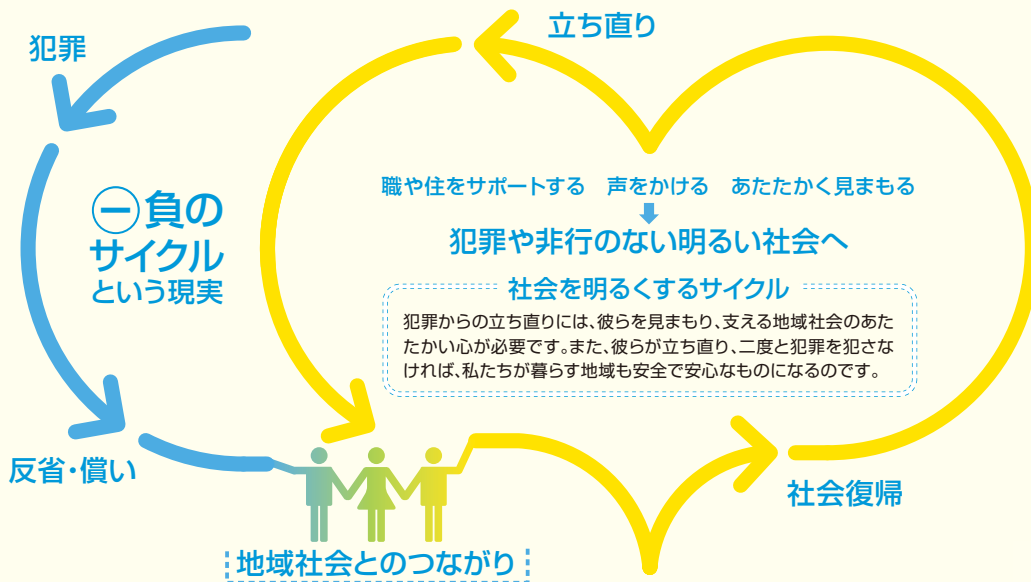 立ち直り
犯罪
職や住をサポートする　声をかける　あたたかく見まもる
㊀負の
サイクル
という現実
犯罪や非行のない明るい社会へ
社会を明るくするサイクル
犯罪からの立ち直りには、彼らを見まもり、支える地域社会のあた
たかい心が必要です。また、彼らが立ち直り、二度と犯罪を犯さな
ければ、私たちが暮らす地域も安全で安心なものになるのです。
反省・償い
社会復帰
地域社会とのつながり